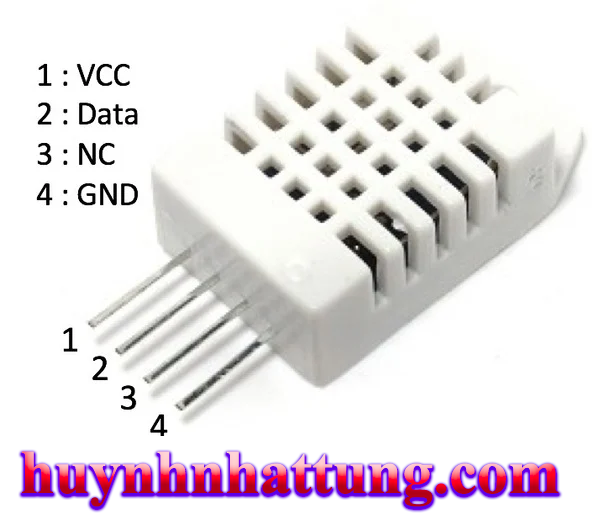 1 : VCC
2 : Data
3 : NC
4 : GND
1
2
3
4
huynhnhattung.com